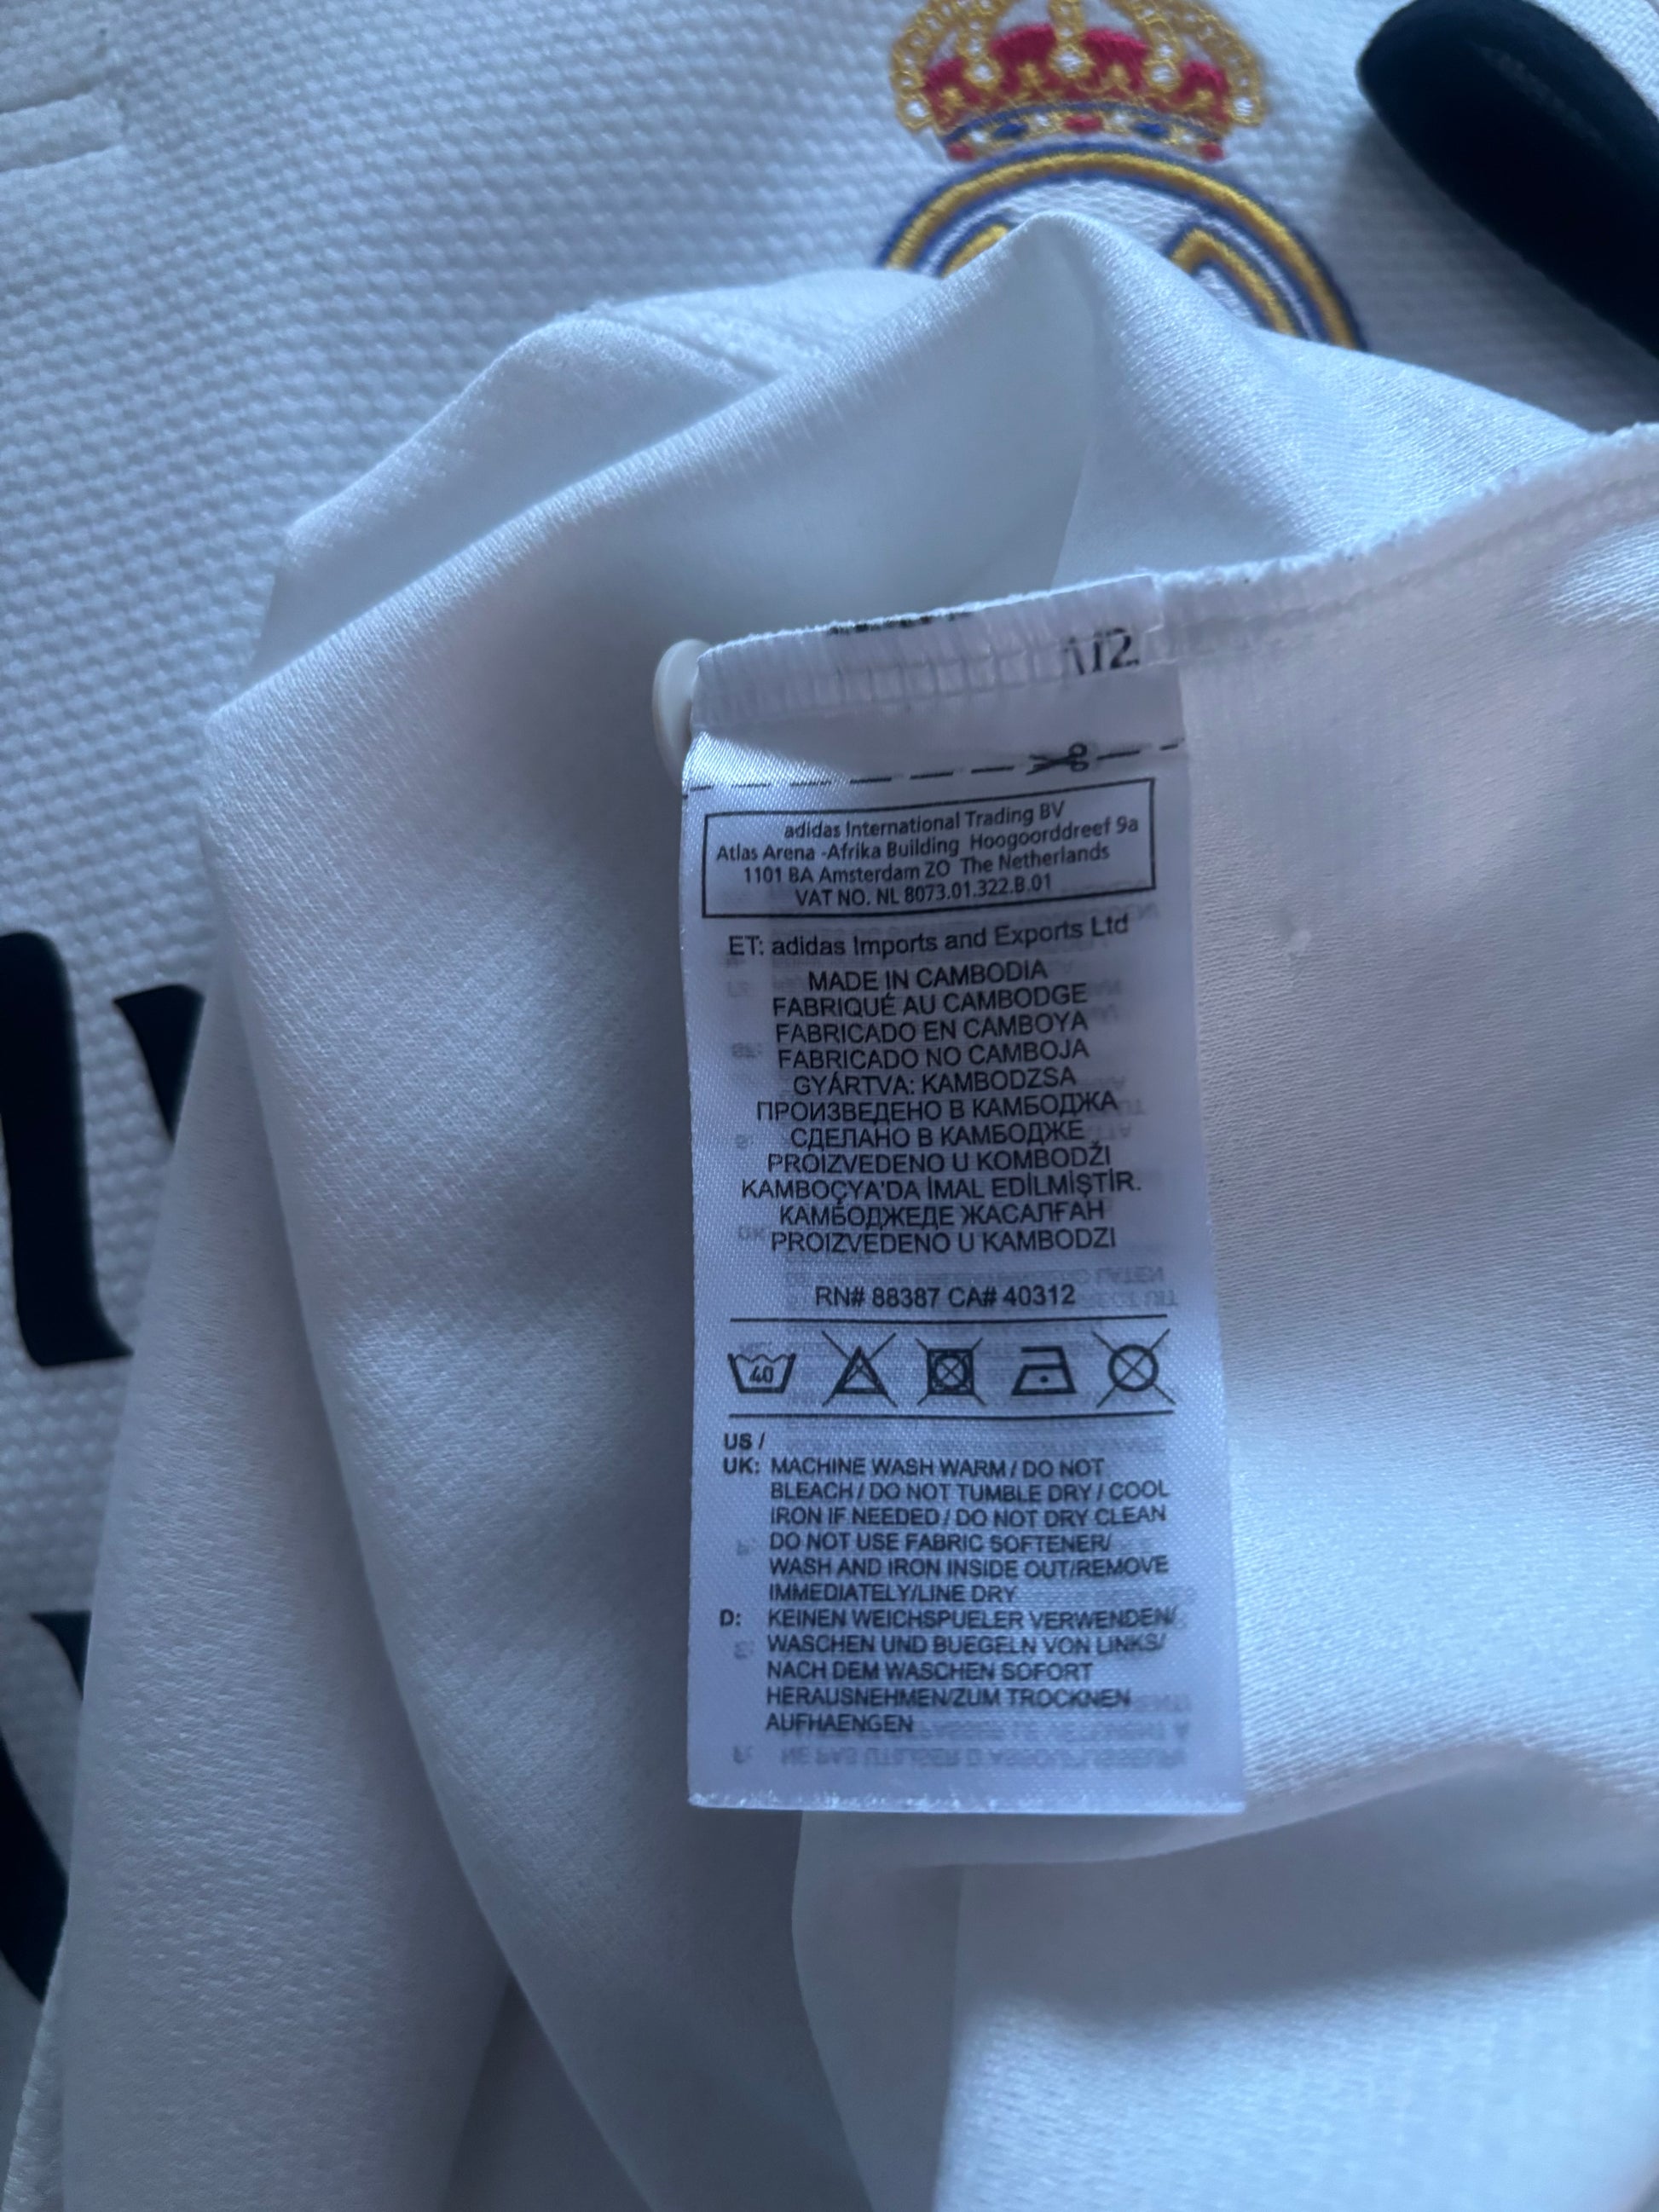 1/2.
adidas International Trading BV
Atlas Arena -Afrika Building Hoogoorddreef 9a
1101 BA Amsterdam ZO The Netherlands
VAT NO. NL 8073.01.322.B.01
ET: adidas Imports and Exports Ltd
MADE IN CAMBODIA
FABRIQUÉ AU CAMBODGE
FABRICADO EN CAMBOYA
FABRICADO NO CAMBOJA
GYÁRTVA: KAMBODZSA
ПРОИЗВЕДЕНО В КАМБОДЖА
СДЕЛАНО В КАМБОДЖЕ
PROIZVEDENO U KOMBODŽI
KAMBOÇYA'DA İMAL EDİLMİŞTİR.
КАМБОДЖЕДЕ ЖАСАЛҒАН
PROIZVEDENO U KAMBODZI
RN# 88387 CA# 40312
40
US /
UK: MACHINE WASH WARM / DO NOT
BLEACH / DO NOT TUMBLE DRY / COOL
IRON IF NEEDED / DO NOT DRY CLEAN
DO NOT USE FABRIC SOFTENER/
WASH AND IRON INSIDE OUT/REMOVE
IMMEDIATELY/LINE DRY
D: KEINEN WEICHSPUELER VERWENDEN/
WASCHEN UND BUEGELN VON LINKS/
NACH DEM WASCHEN SOFORT
HERAUSNEHMEN/ZUM TROCKNEN
AUFHAENGEN